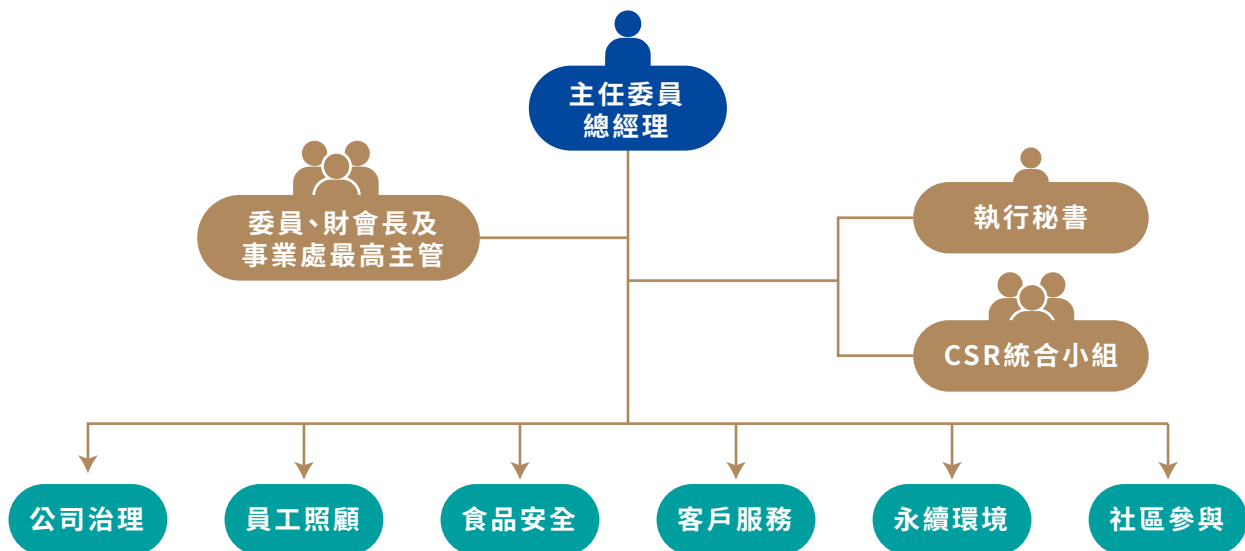 主任委員
總經理
委員、財會長及
事業處最高主管
執行秘書
CSR統合小組
公司治理
員工照顧
食品安全
客戶服務
永續環境
社區參與